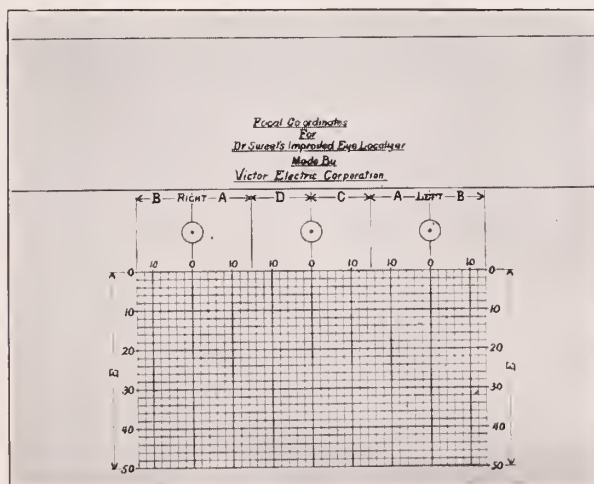 Focal Coordinates
For
Dr Sweet's Improved Eye Localyzer
Made By
Victor Electric Corporation
B RIGHT A D C A LEFT B
10 0 10 10 0 10 10 0 10
0 0
10 10
20 20
E E
30 30
40 40
50 50